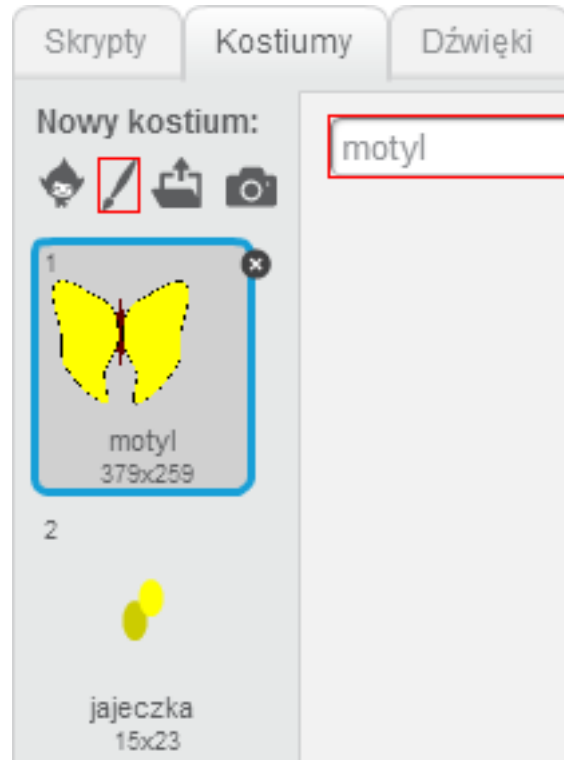 Skrypty Kostiumy Dźwięki
Nowy kostium:
motyl
1
motyl
379x259
2
jajeczka
15x23